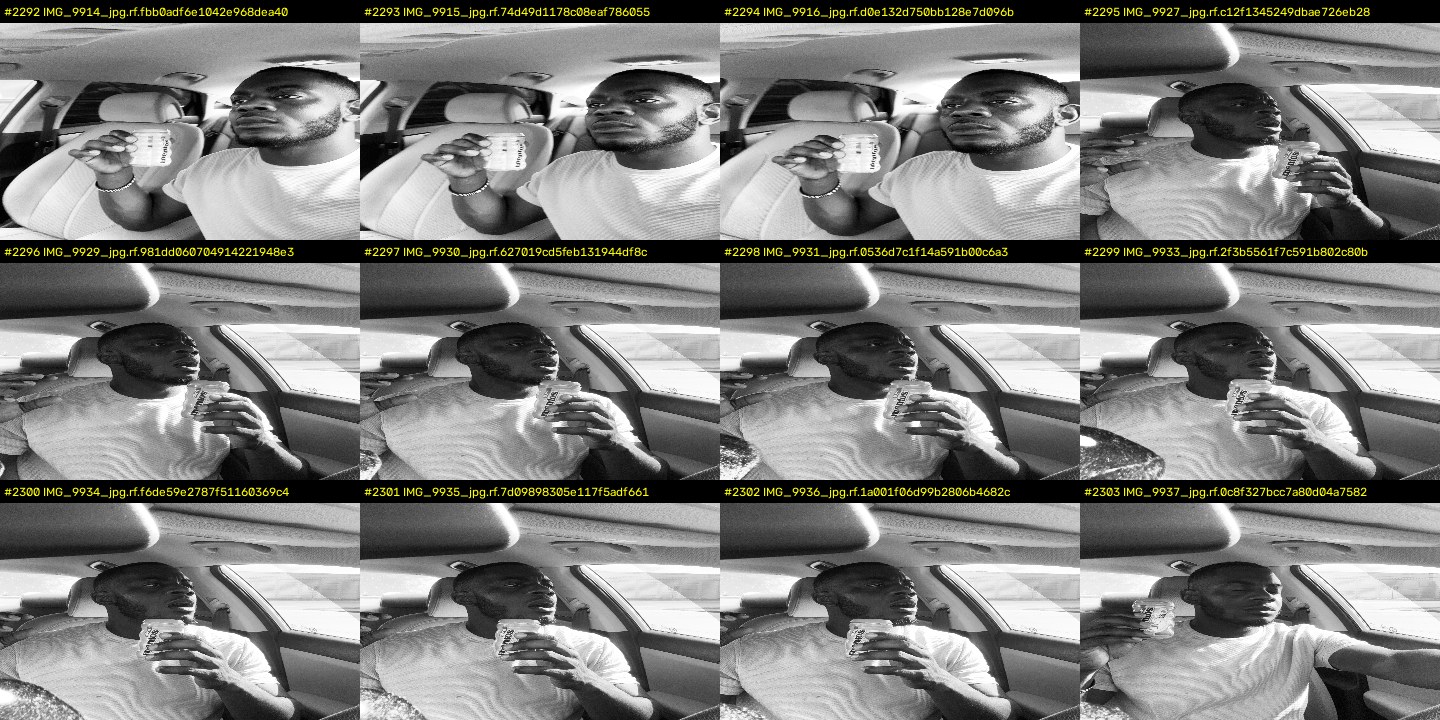 #2292 IMG_9914_jpg.rf.fbb0adf6e1042e968dea40
#2293 IMG_9915_jpg.rf.74d49d1178c08eaf786055
#2294 IMG_9916_jpg.rf.d0e132d750bb128e7d096b
#2295 IMG_9927_jpg.rf.c12f1345249dbae726eb28
#2296 IMG_9929_jpg.rf.981dd060704914221948e3
#2297 IMG_9930_jpg.rf.627019cd5feb131944df8c
#2298 IMG_9931_jpg.rf.0536d7c1f14a591b00c6a3
#2299 IMG_9933_jpg.rf.2f3b5561f7c591b802c80b
#2300 IMG_9934_jpg.rf.f6de59e2787f51160369c4
#2301 IMG_9935_jpg.rf.7d09898305e117f5adf661
#2302 IMG_9936_jpg.rf.1a001f06d99b2806b4682c
#2303 IMG_9937_jpg.rf.0c8f327bcc7a80d04a7582